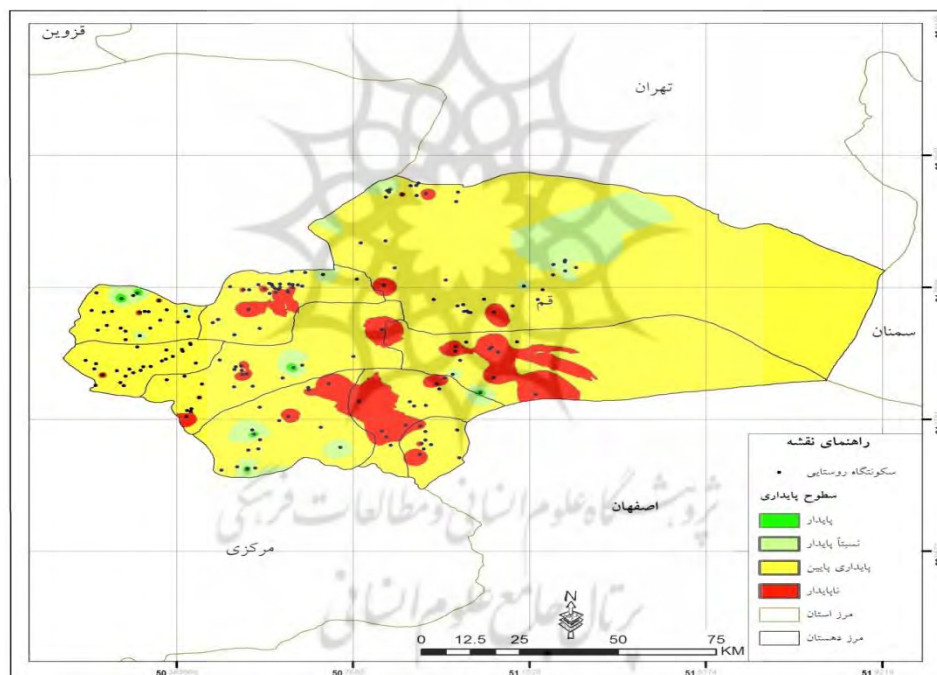 قزوین
تهران
قم
سمنان
اصفهان
مرکزی
راهنمای نقشه
سکونتگاه روستایی
سطوح پایداری
پایدار
نسبتاً پایدار
پایداری پایین
ناپایدار
مرز استان
مرز دهستان
پژوهشگاه علوم انسانی و مطالعات فرهنگی
پرتال جامع علوم انسانی
N
0 12.5 25 50 75
KM